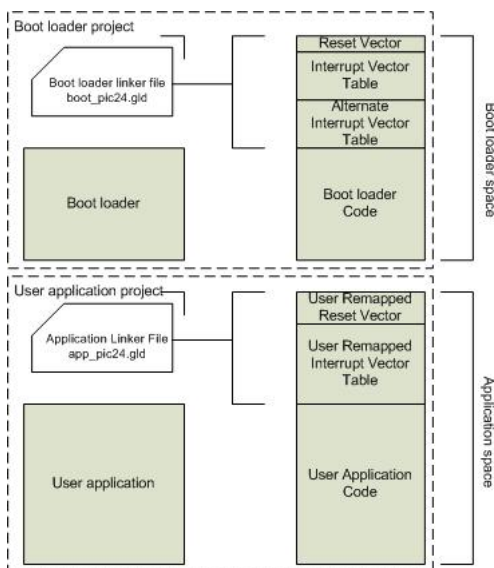 Boot loader project
Boot loader linker file
boot_pic24.gld
Boot loader
Reset Vector
Interrupt Vector
Table
Alternate
Interrupt Vector
Table
Boot loader
Code
Boot loader space
User application project
Application Linker File
app_pic24.gld
User application
User Remapped
Reset Vector
User Remapped
Interrupt Vector
Table
User Application
Code
Application space